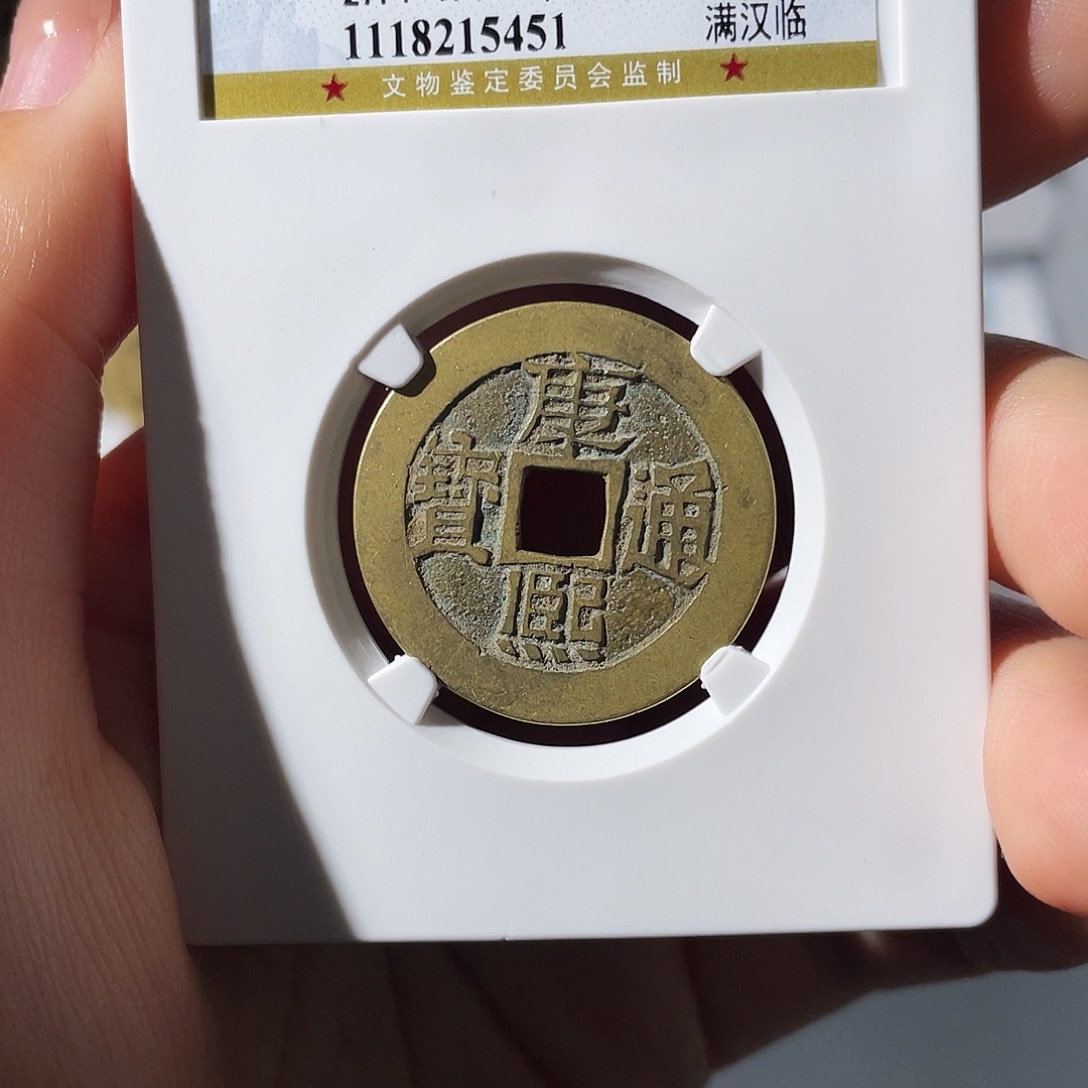 1118215451 满汉临
★ 文物鉴定委员会监制 ★
康
寶 通
熙